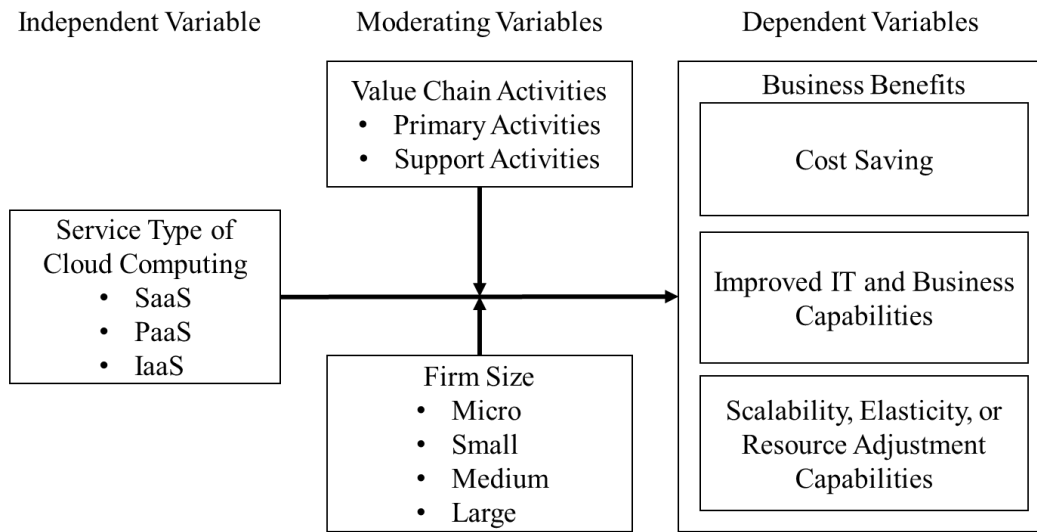 Independent Variable
Moderating Variables
Dependent Variables
Value Chain Activities
• Primary Activities
• Support Activities
Service Type of
Cloud Computing
• SaaS
• PaaS
• IaaS
Firm Size
• Micro
• Small
• Medium
• Large
Business Benefits
Cost Saving
Improved IT and Business
Capabilities
Scalability, Elasticity, or
Resource Adjustment
Capabilities